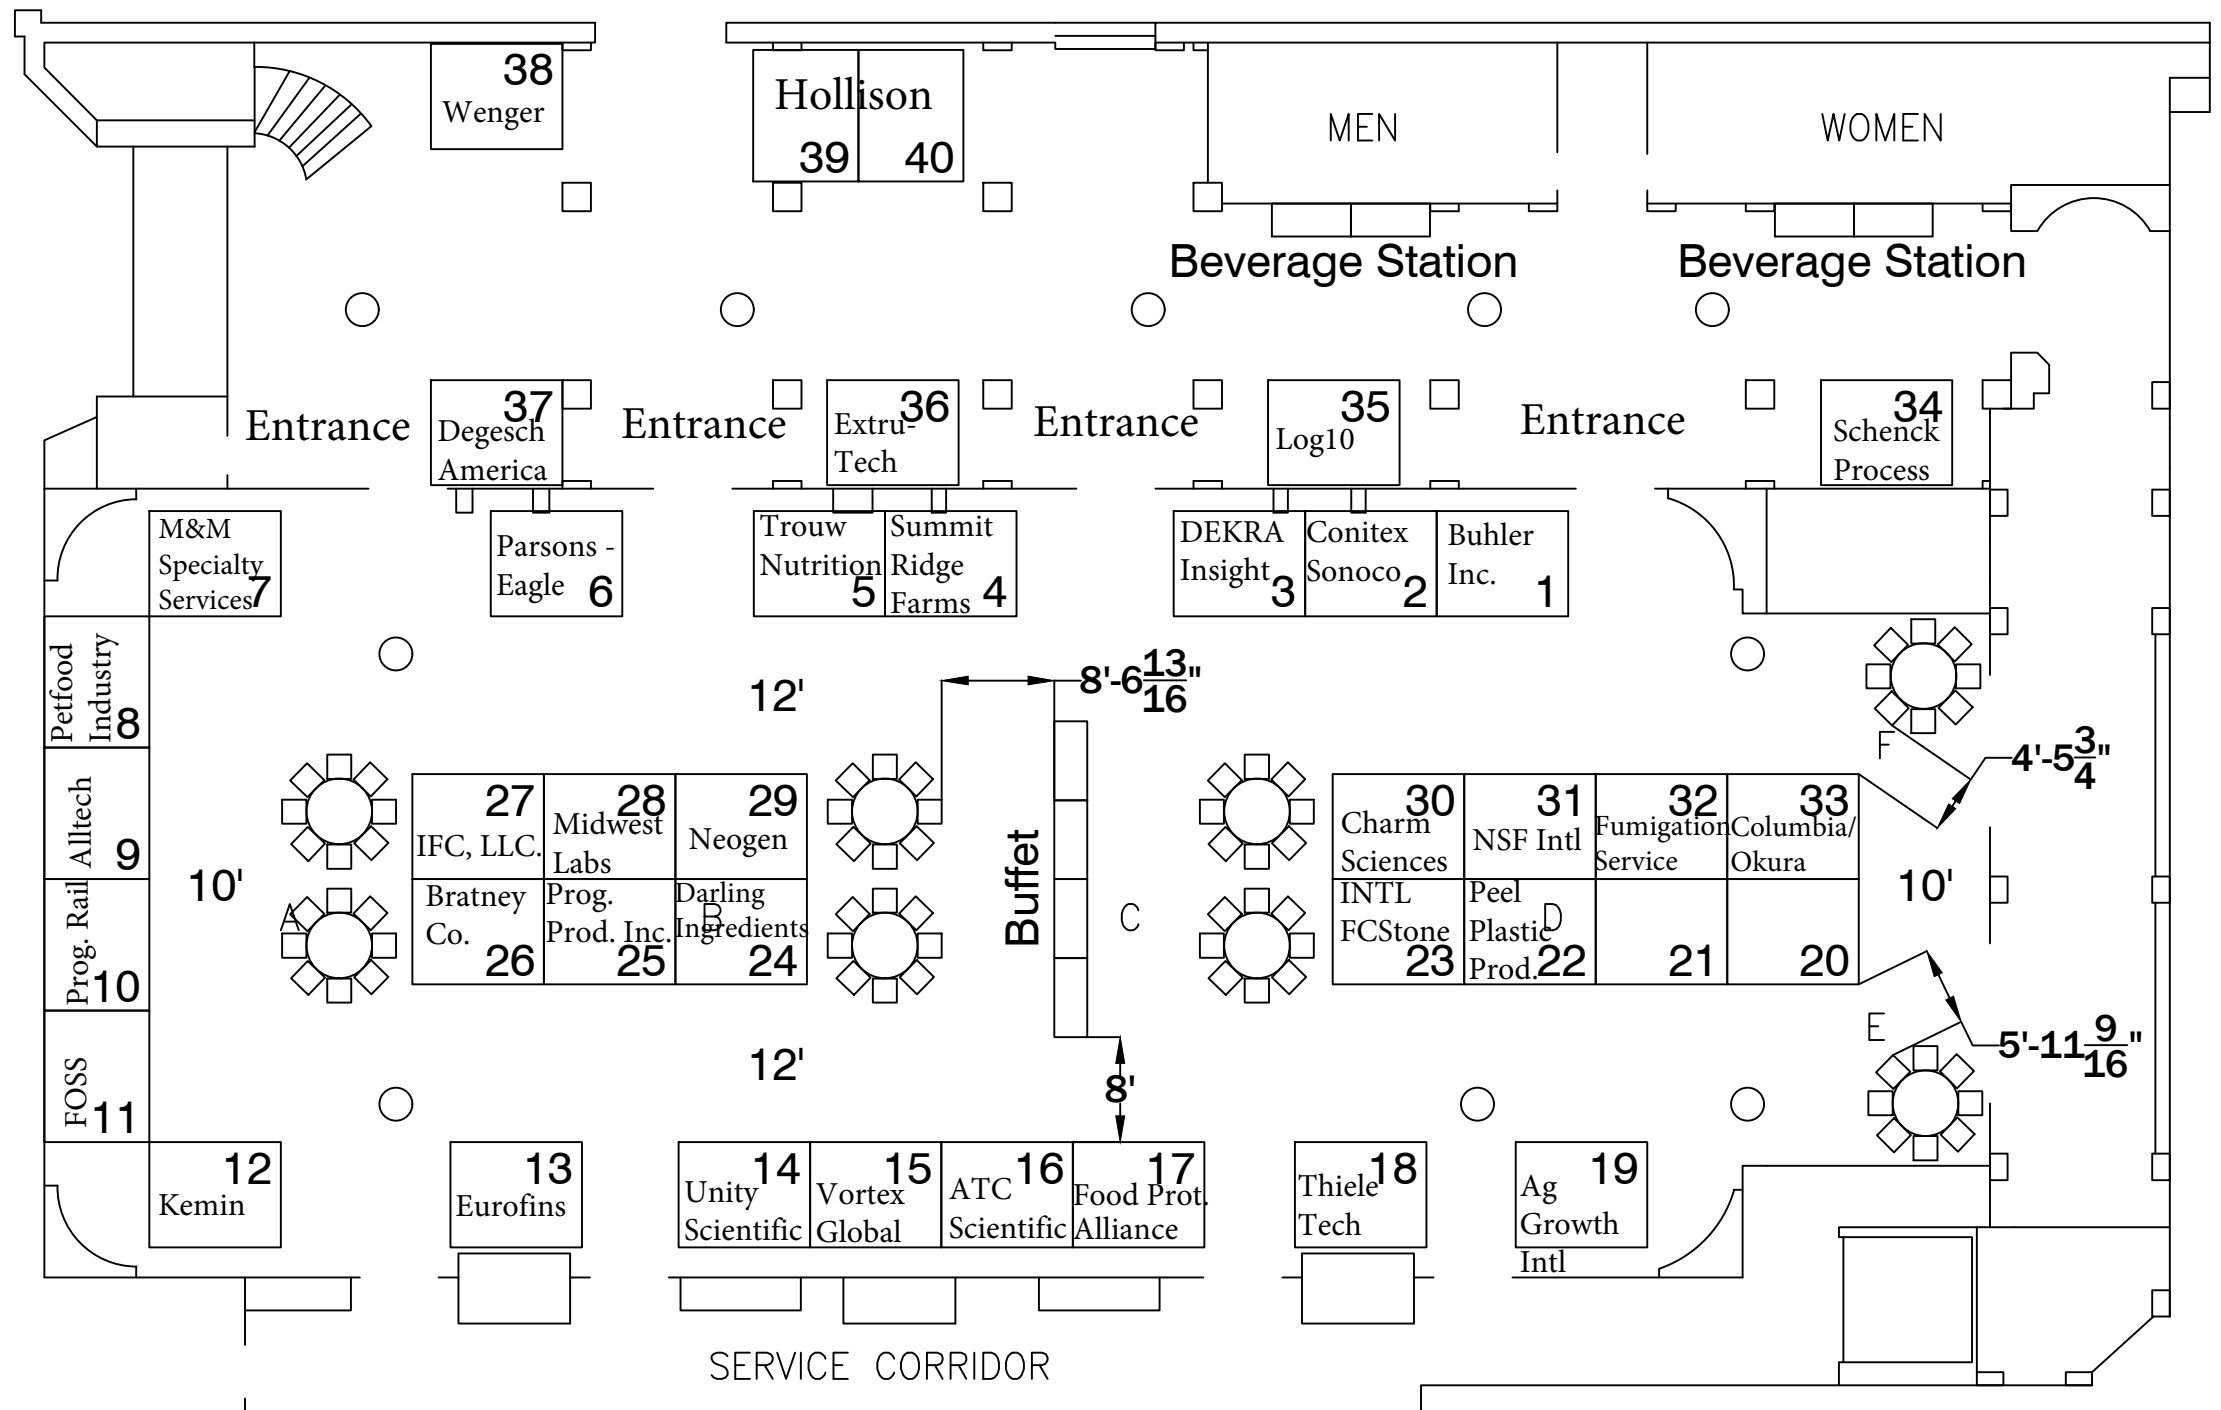 38
Wenger
Hollison
39
40
MEN
WOMEN
Beverage Station
Beverage Station
Entrance
37
Degesch
America
Entrance
36
Extru-
Tech
Entrance
35
Log10
Entrance
34
Schenck
Process
M&M
Specialty
Services
7
Parsons -
Eagle
6
Trouw
Nutrition
5
Summit
Ridge
Farms
4
DEKRA
Insight
3
Conitex
Sonoco
2
Buhler
Inc.
1
Petfood
Industry
8
Alltech
9
Prog. Rail
10
FOSS
11
12'
8'-6 13/16"
F
4'-5 3/4"
10'
A
27
IFC, LLC.
28
Midwest
Labs
29
Neogen
Bratney
Co.
26
Prog.
Prod. Inc.
25
Darling
Ingredients
B
24
Buffet
C
30
Charm
Sciences
31
NSF Intl
32
Fumigation
Service
33
Columbia/
Okura
INTL
FCStone
23
Peel
Plastic
Prod.
D
22
21
20
10'
12'
8'
E
5'-11 9/16"
12
Kemin
13
Eurofins
14
Unity
Scientific
15
Vortex
Global
16
ATC
Scientific
17
Food Prot.
Alliance
18
Thiele
Tech
19
Ag
Growth
Intl
SERVICE CORRIDOR